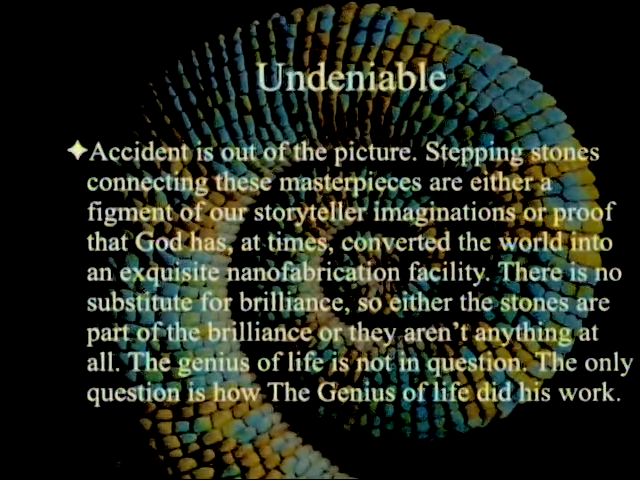 Undeniable
✦Accident is out of the picture. Stepping stones
connecting these masterpieces are either a
figment of our storyteller imaginations or proof
that God has, at times, converted the world into
an exquisite nanofabrication facility. There is no
substitute for brilliance, so either the stones are
part of the brilliance or they aren't anything at
all. The genius of life is not in question. The only
question is how The Genius of life did his work.